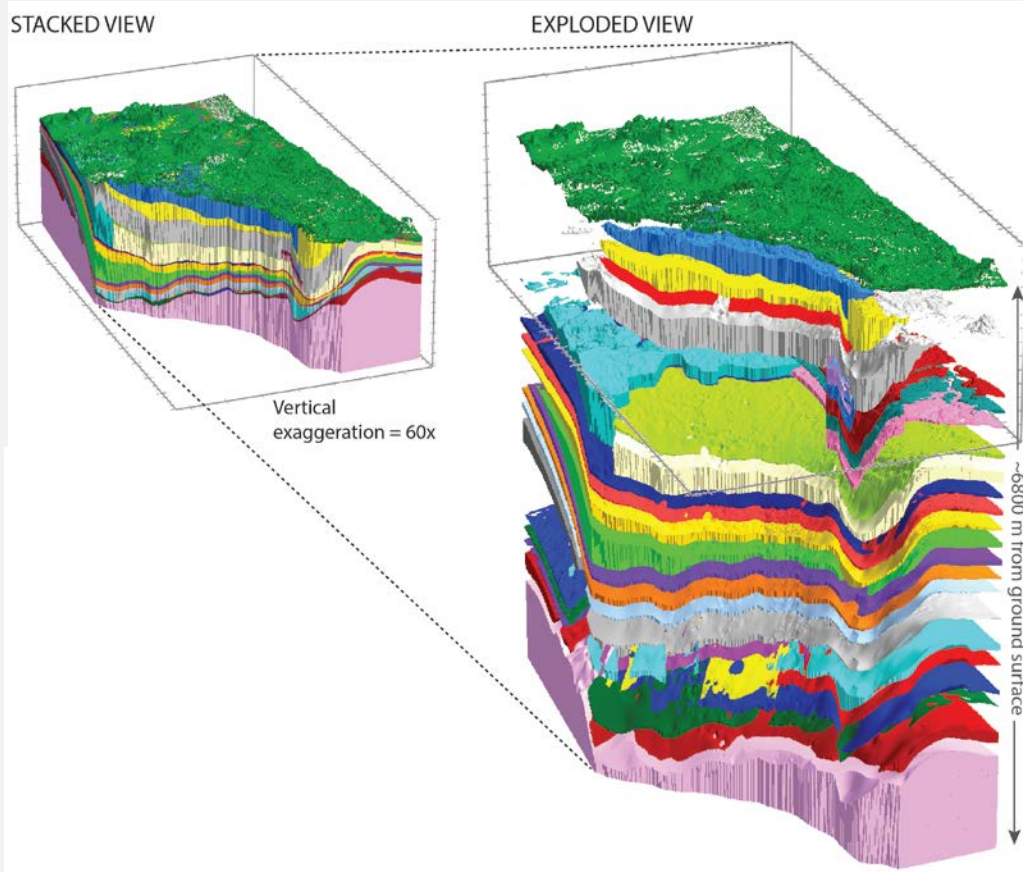 STACKED VIEW
EXPLODED VIEW
Vertical
exaggeration = 60x
~6800 m from ground surface